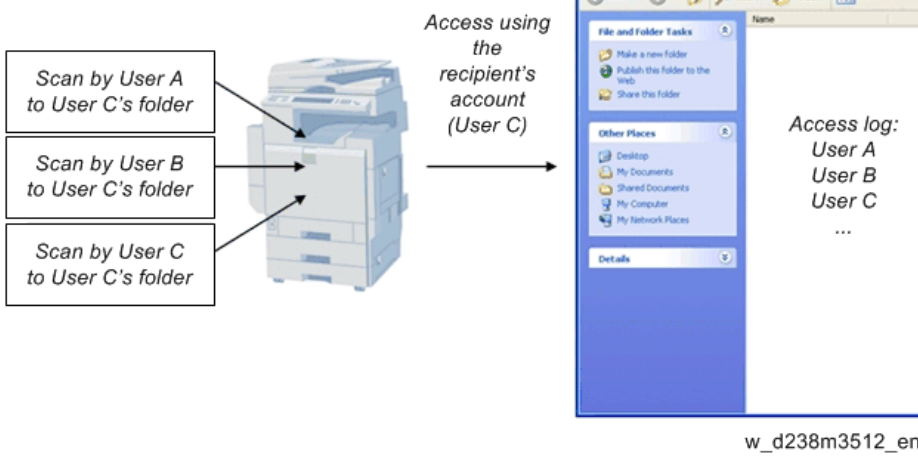 Scan by User A
to User C's folder
Scan by User B
to User C's folder
Scan by User C
to User C's folder
Access using
the
recipient's
account
(User C)
Name
File and Folder Tasks
Make a new folder
Publish this folder to the
Web
Share this folder
Other Places
Desktop
My Documents
Shared Documents
My Computer
My Network Places
Details
Access log:
User A
User B
User C
...
w_d238m3512_en